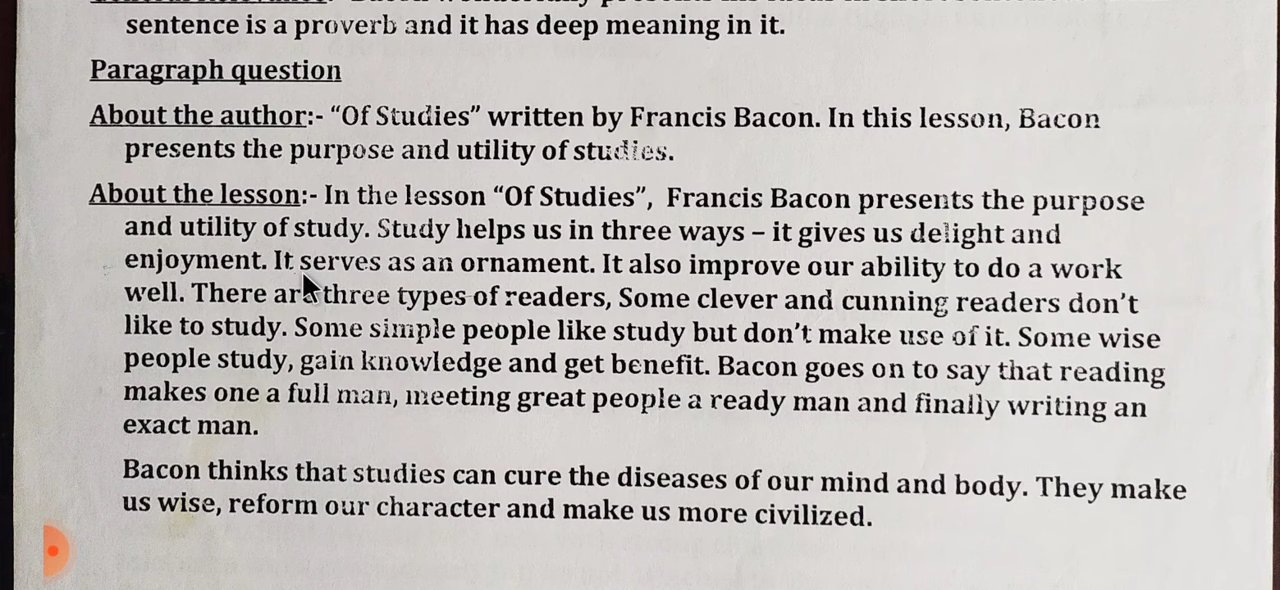 sentence is a proverb and it has deep meaning in it.
Paragraph question
About the author:- “Of Studies” written by Francis Bacon. In this lesson, Bacon
presents the purpose and utility of studies.
About the lesson:- In the lesson “Of Studies”, Francis Bacon presents the purpose
and utility of study. Study helps us in three ways – it gives us delight and
enjoyment. It serves as an ornament. It also improve our ability to do a work
well. There are three types of readers, Some clever and cunning readers don’t
like to study. Some simple people like study but don’t make use of it. Some wise
people study, gain knowledge and get benefit. Bacon goes on to say that reading
makes one a full man, meeting great people a ready man and finally writing an
exact man.
Bacon thinks that studies can cure the diseases of our mind and body. They make
us wise, reform our character and make us more civilized.